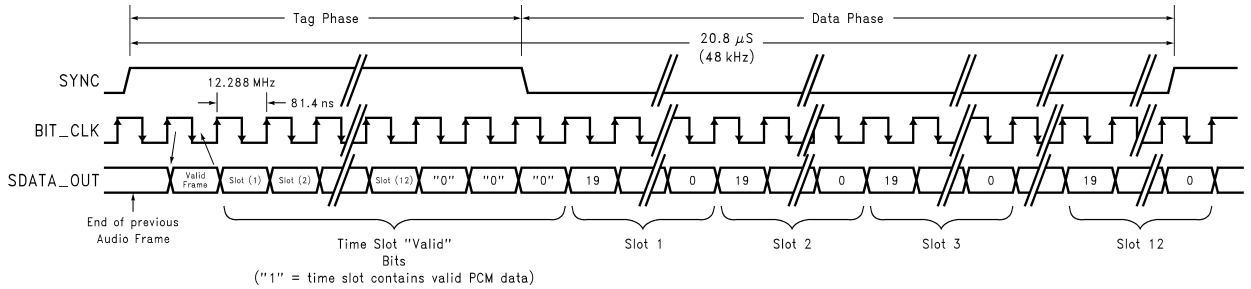 Tag Phase
Data Phase
20.8 μS
(48 kHz)
SYNC
12.288 MHz
81.4 ns
BIT_CLK
SDATA_OUT
Valid
Frame
Slot (1)
Slot (2)
Slot (12)
"0"
"0"
"0"
19
0
19
0
19
0
19
0
End of previous
Audio Frame
Time Slot "Valid"
Bits
("1" = time slot contains valid PCM data)
Slot 1
Slot 2
Slot 3
Slot 12